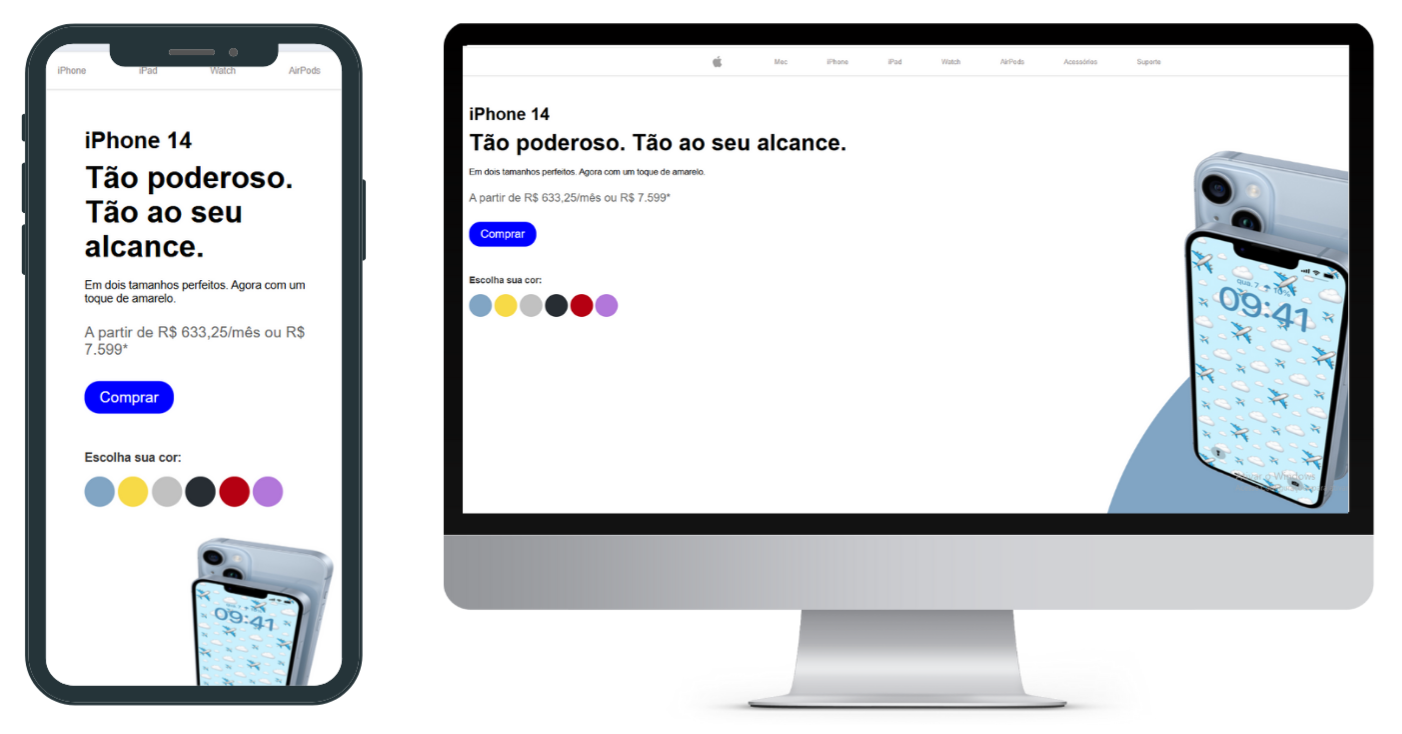 iPhone iPad Watch AirPods
iPhone 14
Tão poderoso.
Tão ao seu
alcance.
Em dois tamanhos perfeitos. Agora com um
toque de amarelo.
A partir de R$ 633,25/mês ou R$
7.599*
Comprar
Escolha sua cor:
09:41
Mac iPhone iPad Watch AirPods Acessórios Suporte
iPhone 14
Tão poderoso. Tão ao seu alcance.
Em dois tamanhos perfeitos. Agora com um toque de amarelo.
A partir de R$ 633,25/mês ou R$ 7.599*
Comprar
Escolha sua cor:
qua. 7
09:41